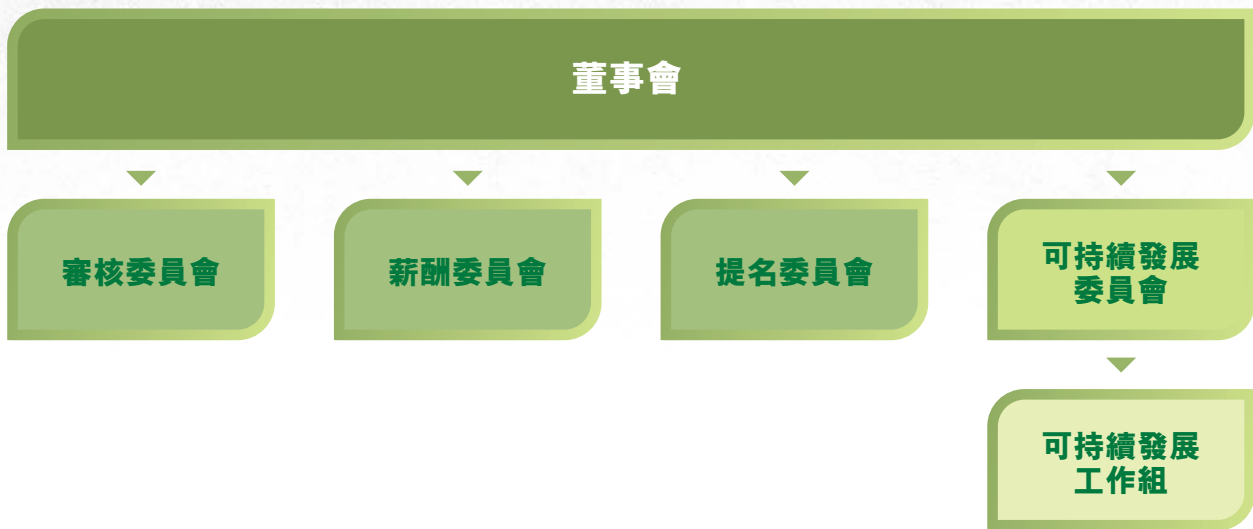 董事會
審核委員會
薪酬委員會
提名委員會
可持續發展
委員會
可持續發展
工作組